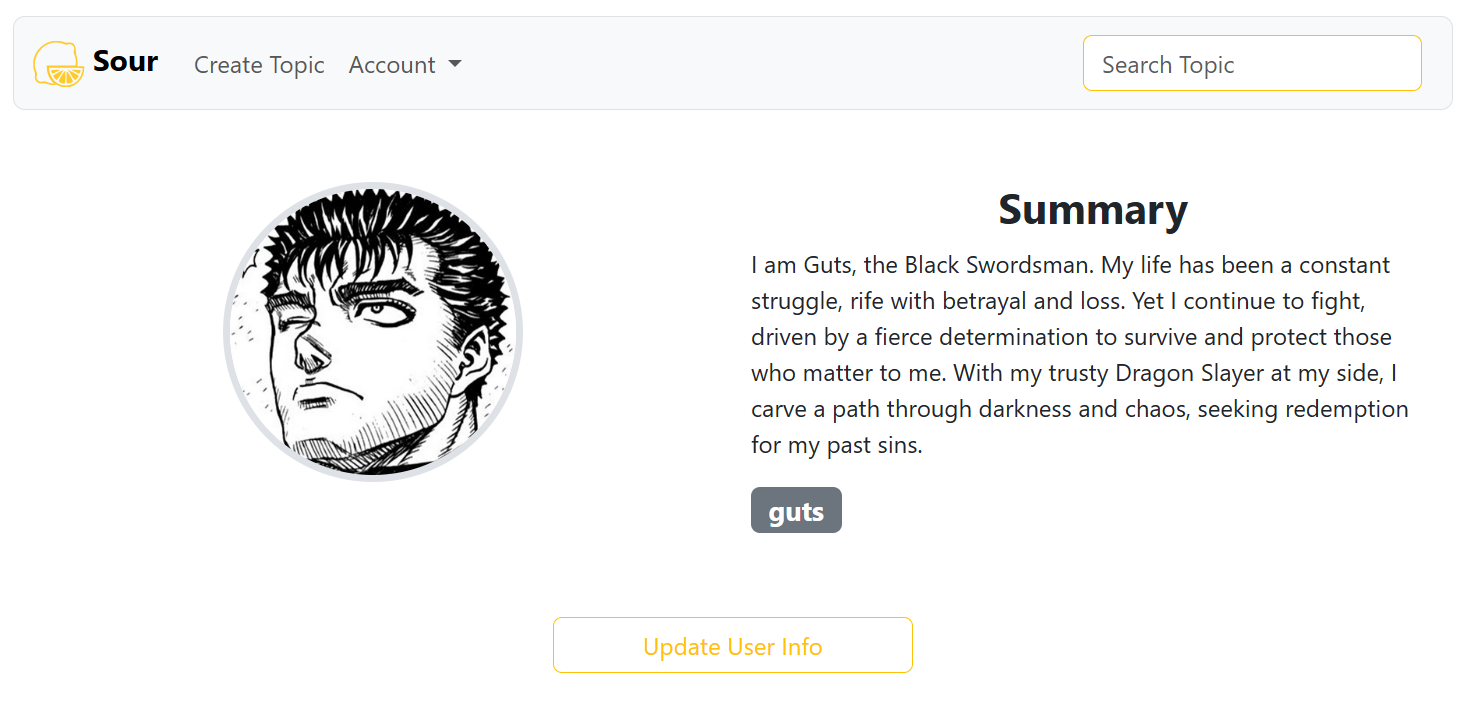 Sour
Create Topic
Account
Search Topic
Summary
I am Guts, the Black Swordsman. My life has been a constant
struggle, rife with betrayal and loss. Yet I continue to fight,
driven by a fierce determination to survive and protect those
who matter to me. With my trusty Dragon Slayer at my side, I
carve a path through darkness and chaos, seeking redemption
for my past sins.
guts
Update User Info